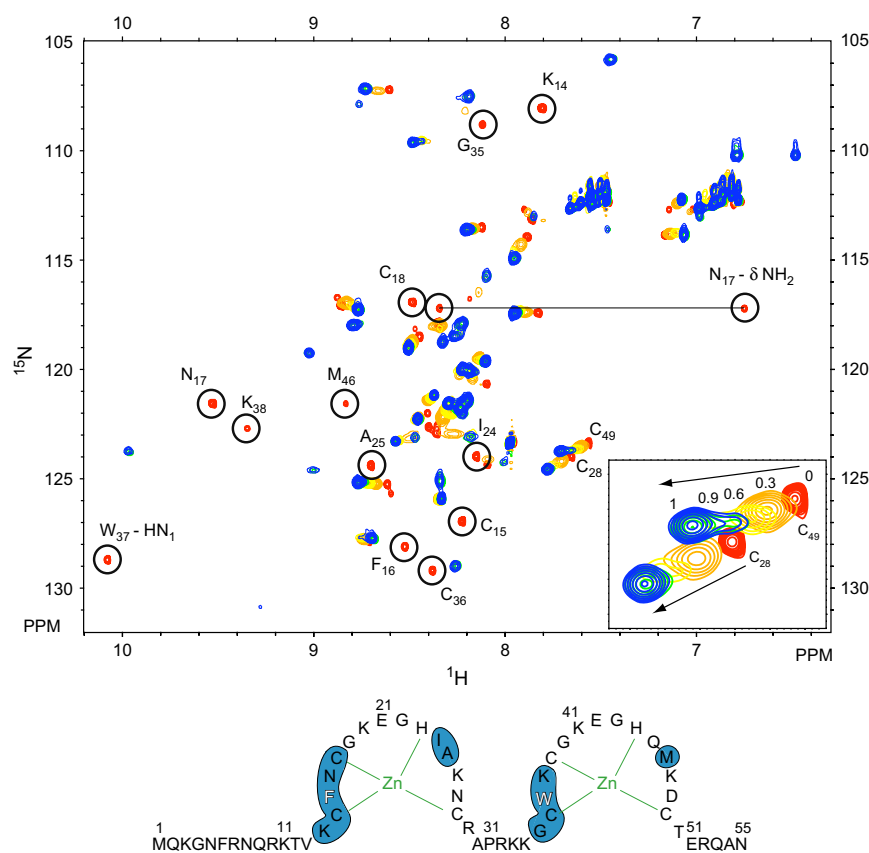 10 9 8 7
105 105
K14
G35
110 110
115 115
C18
N17 - δ NH2
15N
120 120
N17 M46
K38
I24 C49
A25
C28
125 125
1 0.9 0.6 0.3 0
C15
C49
W37 - HN1
F16
C28
C36
130 130
PPM
10 9 8 7 PPM
1H
21 41
G K E G H I A K N C R
G K E G H Q M K D C T
C N F C K
C K W C G
Zn Zn
1 11 31 51 55
MQKGNFRNQRKTV APRKK ERQAN